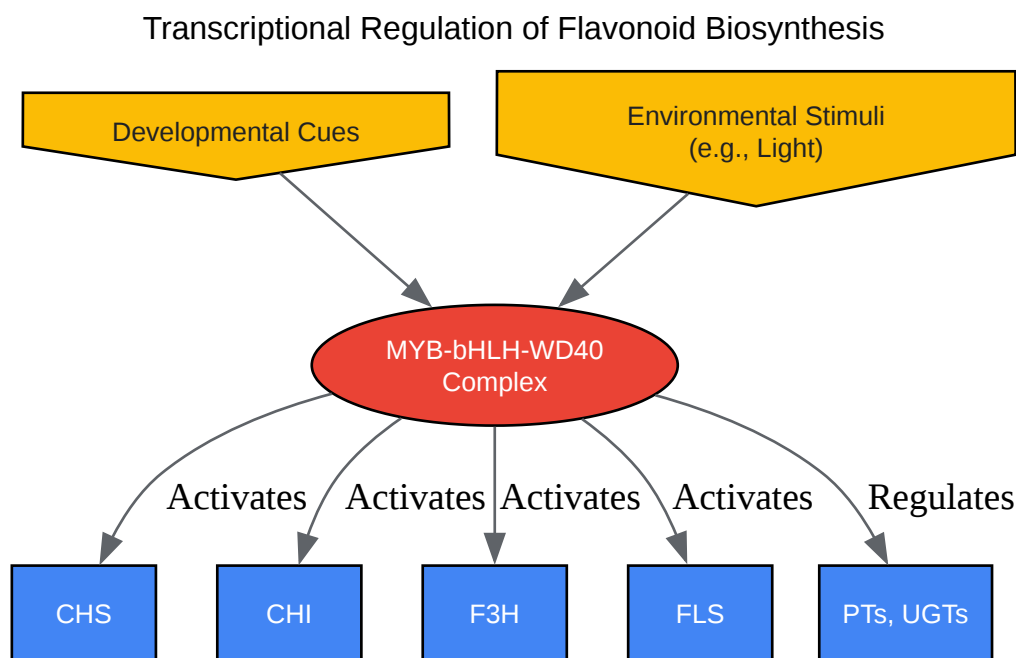 Transcriptional Regulation of Flavonoid Biosynthesis
Developmental Cues
Environmental Stimuli
(e.g., Light)
MYB-bHLH-WD40
Complex
Activates
Activates
Activates
Activates
Regulates
CHS
CHI
F3H
FLS
PTs, UGTs